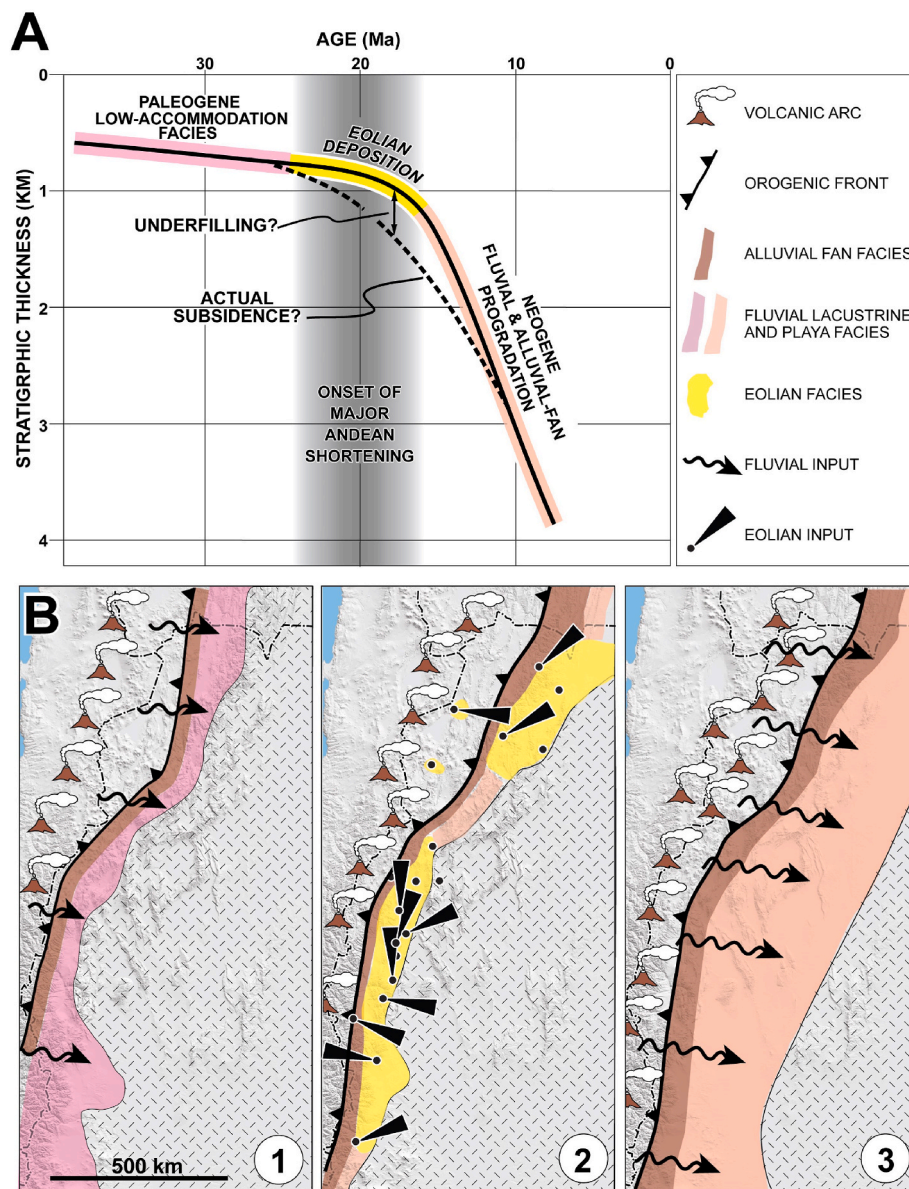 A
AGE (Ma)
30
20
10
0
0
1
2
3
4
STRATIGRPHIC THICKNESS (KM)
PALEOGENE
LOW-ACCOMMODATION
FACIES
EOLIAN
DEPOSITION
UNDERFILLING?
ACTUAL
SUBSIDENCE?
NEOGENE
FLUVIAL & ALLUVIAL-FAN
PROGRADATION
ONSET OF
MAJOR
ANDEAN
SHORTENING
VOLCANIC ARC
OROGENIC FRONT
ALLUVIAL FAN FACIES
FLUVIAL LACUSTRINE
AND PLAYA FACIES
EOLIAN FACIES
FLUVIAL INPUT
EOLIAN INPUT
B
500 km
1
2
3